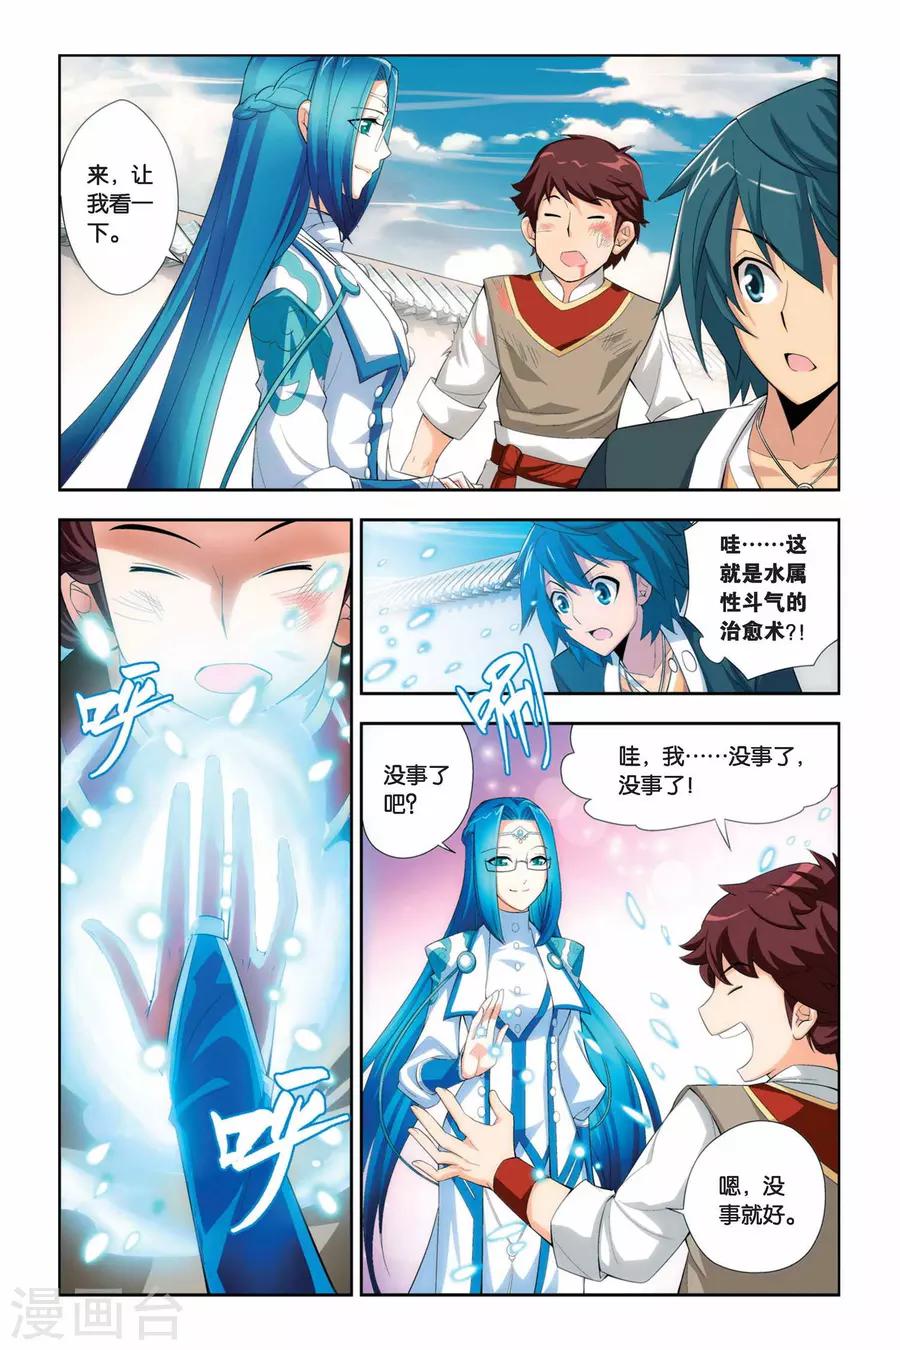 来，让
我看一
下。
哇……这
就是水属
性斗气的
治愈术?!
呼
呼
唰
没事了
吧?
哇，我……没事了，
没事了!
嗯，没
事就好。
漫画台